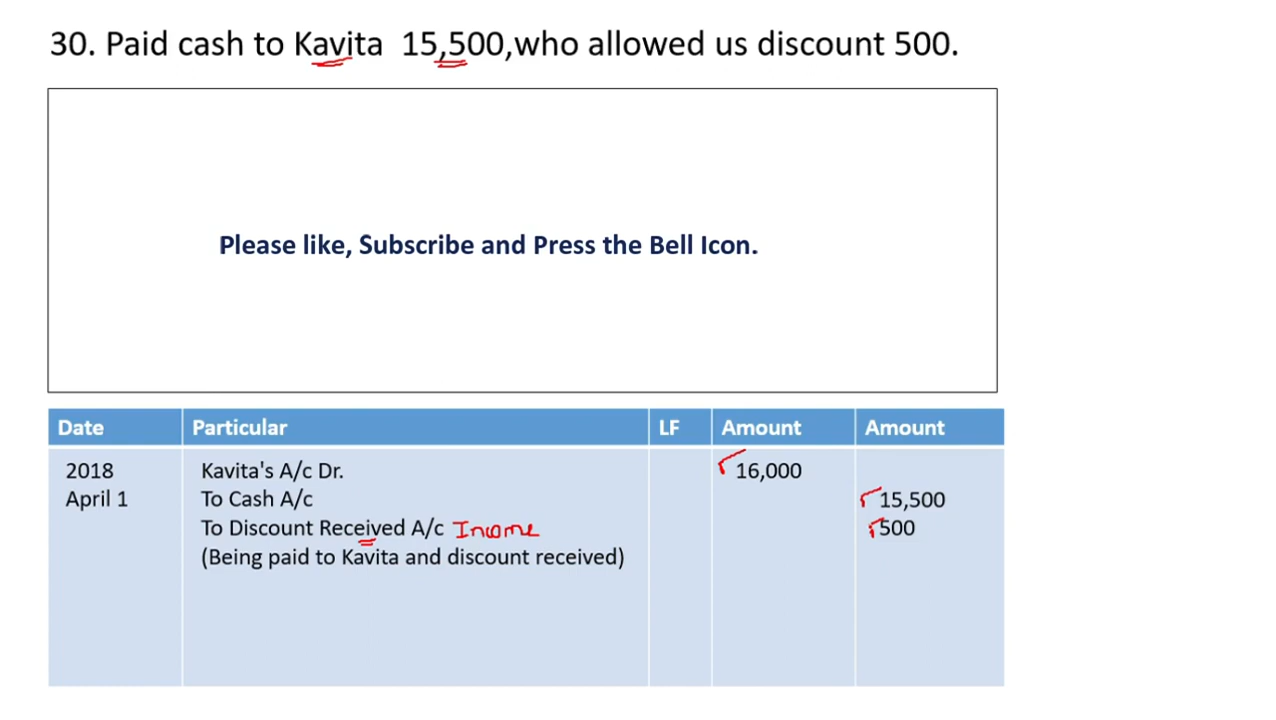 30. Paid cash to Kavita 15,500,who allowed us discount 500.
Please like, Subscribe and Press the Bell Icon.
Date Particular LF Amount Amount
2018 Kavita's A/c Dr. 16,000
April 1 To Cash A/c 15,500
To Discount Received A/c Income 500
(Being paid to Kavita and discount received)